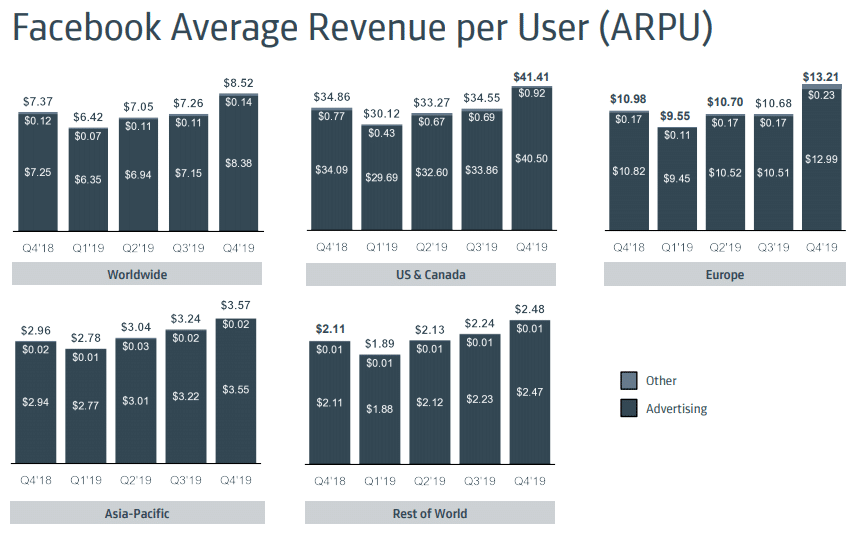 Facebook Average Revenue per User (ARPU)
$7.37 $6.42 $7.05 $7.26 $8.52
$0.12 $0.07 $0.11 $0.11 $0.14
$7.25 $6.35 $6.94 $7.15 $8.38
Q4'18 Q1'19 Q2'19 Q3'19 Q4'19
Worldwide
$34.86 $30.12 $33.27 $34.55 $41.41
$0.77 $0.43 $0.67 $0.69 $0.92
$34.09 $29.69 $32.60 $33.86 $40.50
Q4'18 Q1'19 Q2'19 Q3'19 Q4'19
US & Canada
$10.98 $9.55 $10.70 $10.68 $13.21
$0.17 $0.11 $0.17 $0.17 $0.23
$10.82 $9.45 $10.52 $10.51 $12.99
Q4'18 Q1'19 Q2'19 Q3'19 Q4'19
Europe
$2.96 $2.78 $3.04 $3.24 $3.57
$0.02 $0.01 $0.03 $0.02 $0.02
$2.94 $2.77 $3.01 $3.22 $3.55
Q4'18 Q1'19 Q2'19 Q3'19 Q4'19
Asia-Pacific
$2.11 $1.89 $2.13 $2.24 $2.48
$0.01 $0.01 $0.01 $0.01 $0.01
$2.11 $1.88 $2.12 $2.23 $2.47
Q4'18 Q1'19 Q2'19 Q3'19 Q4'19
Rest of World
Other
Advertising